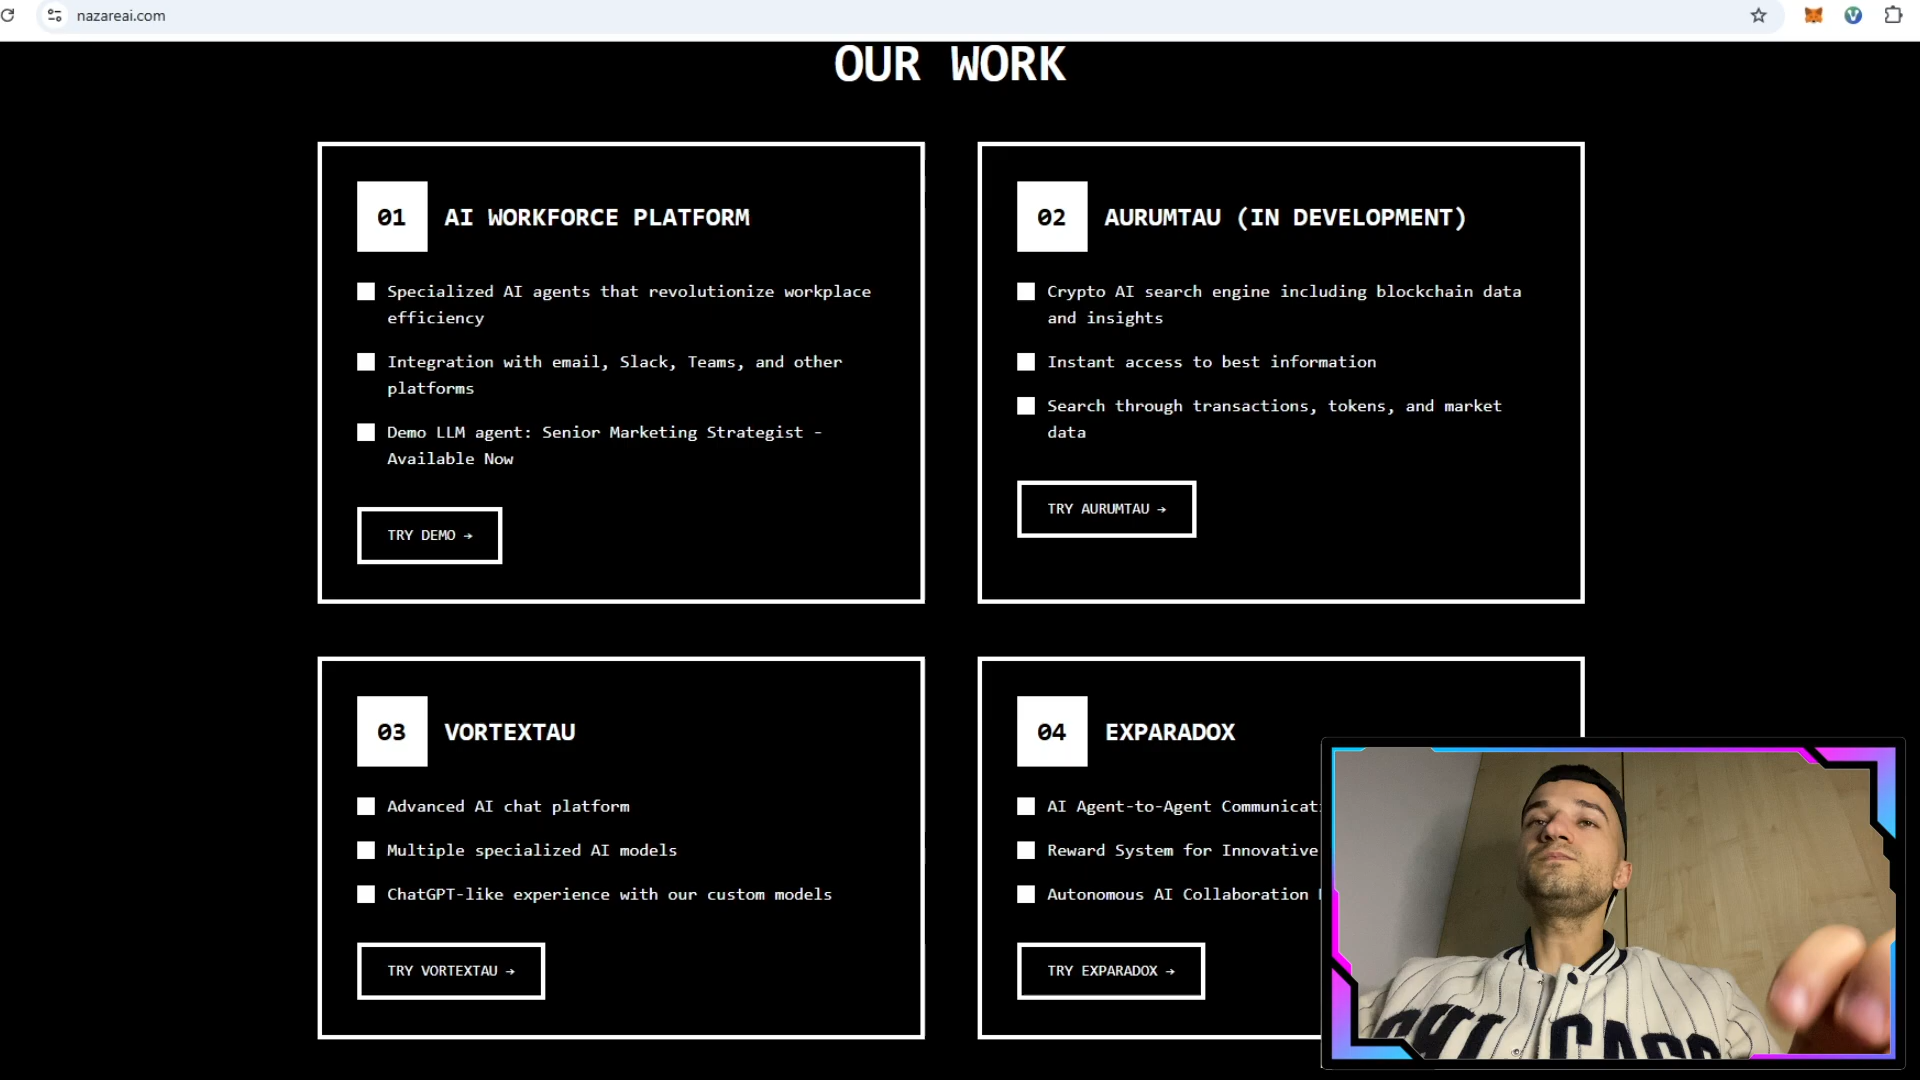 nazareai.com
OUR WORK
01 AI WORKFORCE PLATFORM
Specialized AI agents that revolutionize workplace
efficiency
Integration with email, Slack, Teams, and other
platforms
Demo LLM agent: Senior Marketing Strategist -
Available Now
TRY DEMO →
02 AURUMTAU (IN DEVELOPMENT)
Crypto AI search engine including blockchain data
and insights
Instant access to best information
Search through transactions, tokens, and market
data
TRY AURUMTAU →
03 VORTEXTAU
Advanced AI chat platform
Multiple specialized AI models
ChatGPT-like experience with our custom models
TRY VORTEXTAU →
04 EXPARADOX
AI Agent-to-Agent
Reward System for Innovative
Autonomous AI Collaboration
TRY EXPARADOX →